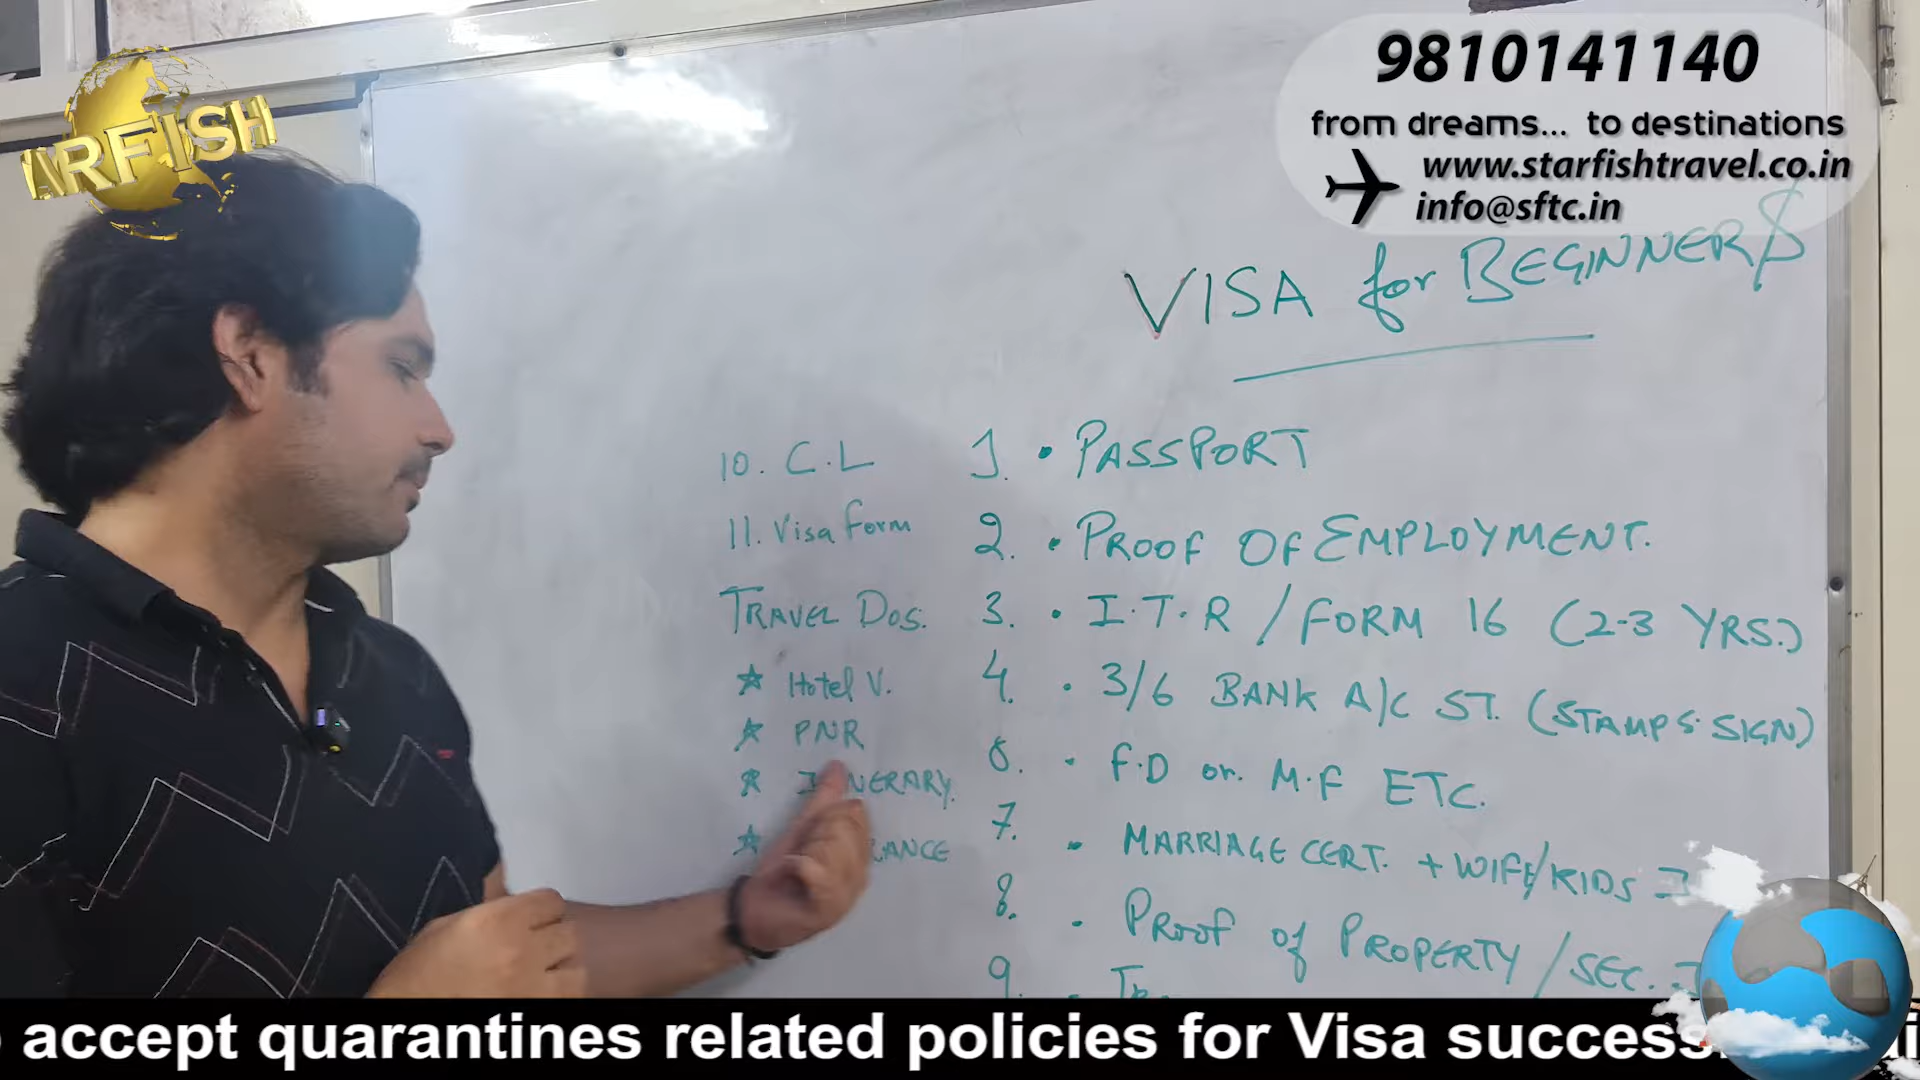 ARFISH
9810141140
from dreams... to destinations
www.starfishtravel.co.in
info@sftc.in
VISA for BEGINNERS
1. • PASSPORT
2. • PROOF OF EMPLOYMENT.
3. • I.T.R / FORM 16 (2-3 YRS.)
4. • 3/6 BANK A/C ST. (STAMPS. SIGN)
• F.D or. M.F ETC.
7. • MARRIAGE CERT. + WIFE/KIDS
8. • PROOF of PROPERTY / SEC.
9. •
10. C.L
11. Visa Form
TRAVEL DOS.
☆ Hotel V.
☆ PNR
☆ NERARY.
☆ RANCE
accept quarantines related policies for Visa success